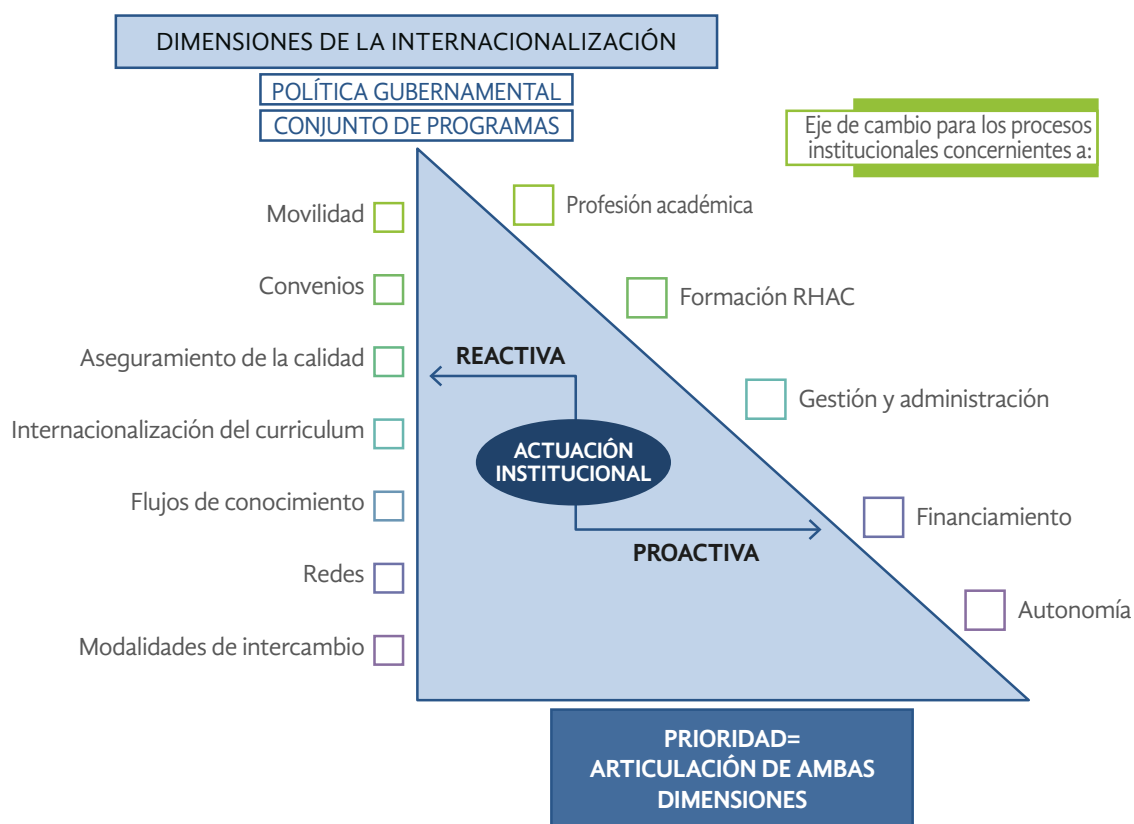 DIMENSIONES DE LA INTERNACIONALIZACIÓN
POLÍTICA GUBERNAMENTAL
CONJUNTO DE PROGRAMAS
Eje de cambio para los procesos
institucionales concernientes a:
Movilidad
Convenios
Aseguramiento de la calidad
Internacionalización del curriculum
Flujos de conocimiento
Redes
Modalidades de intercambio
REACTIVA
ACTUACIÓN
INSTITUCIONAL
PROACTIVA
Profesión académica
Formación RHAC
Gestión y administración
Financiamiento
Autonomía
PRIORIDAD=
ARTICULACIÓN DE AMBAS
DIMENSIONES